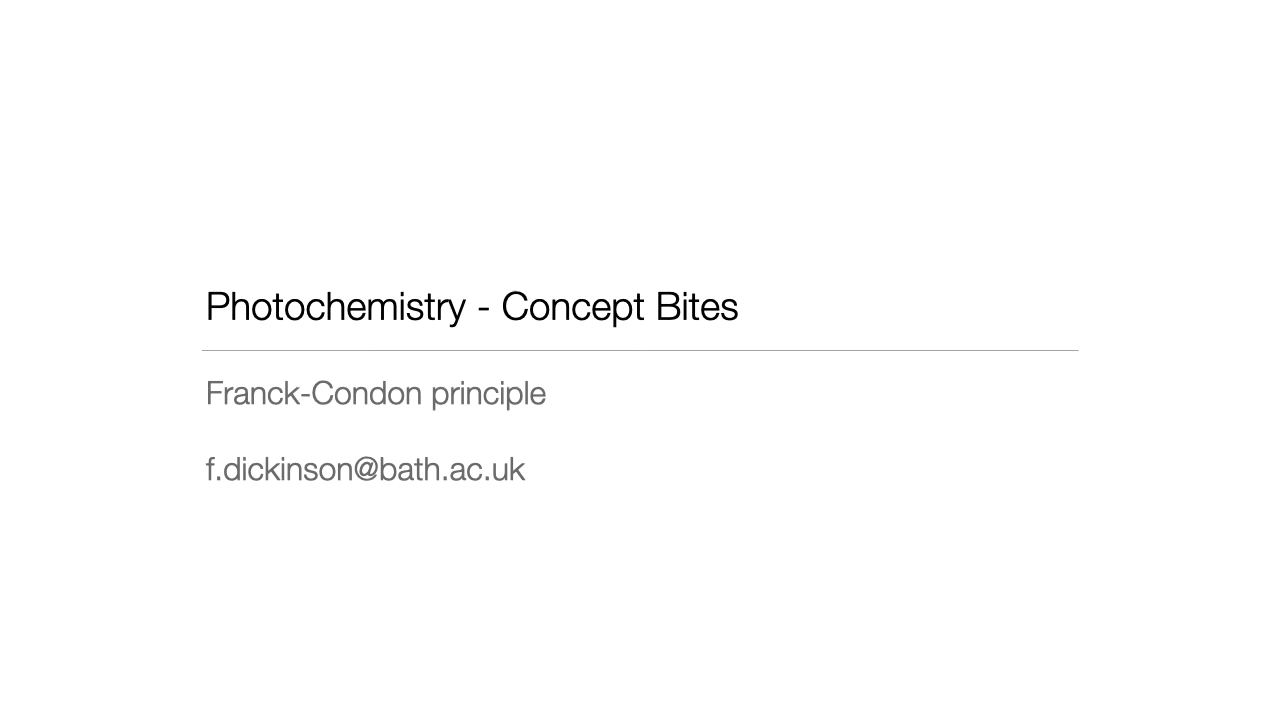 Photochemistry - Concept Bites
Franck-Condon principle
f.dickinson@bath.ac.uk